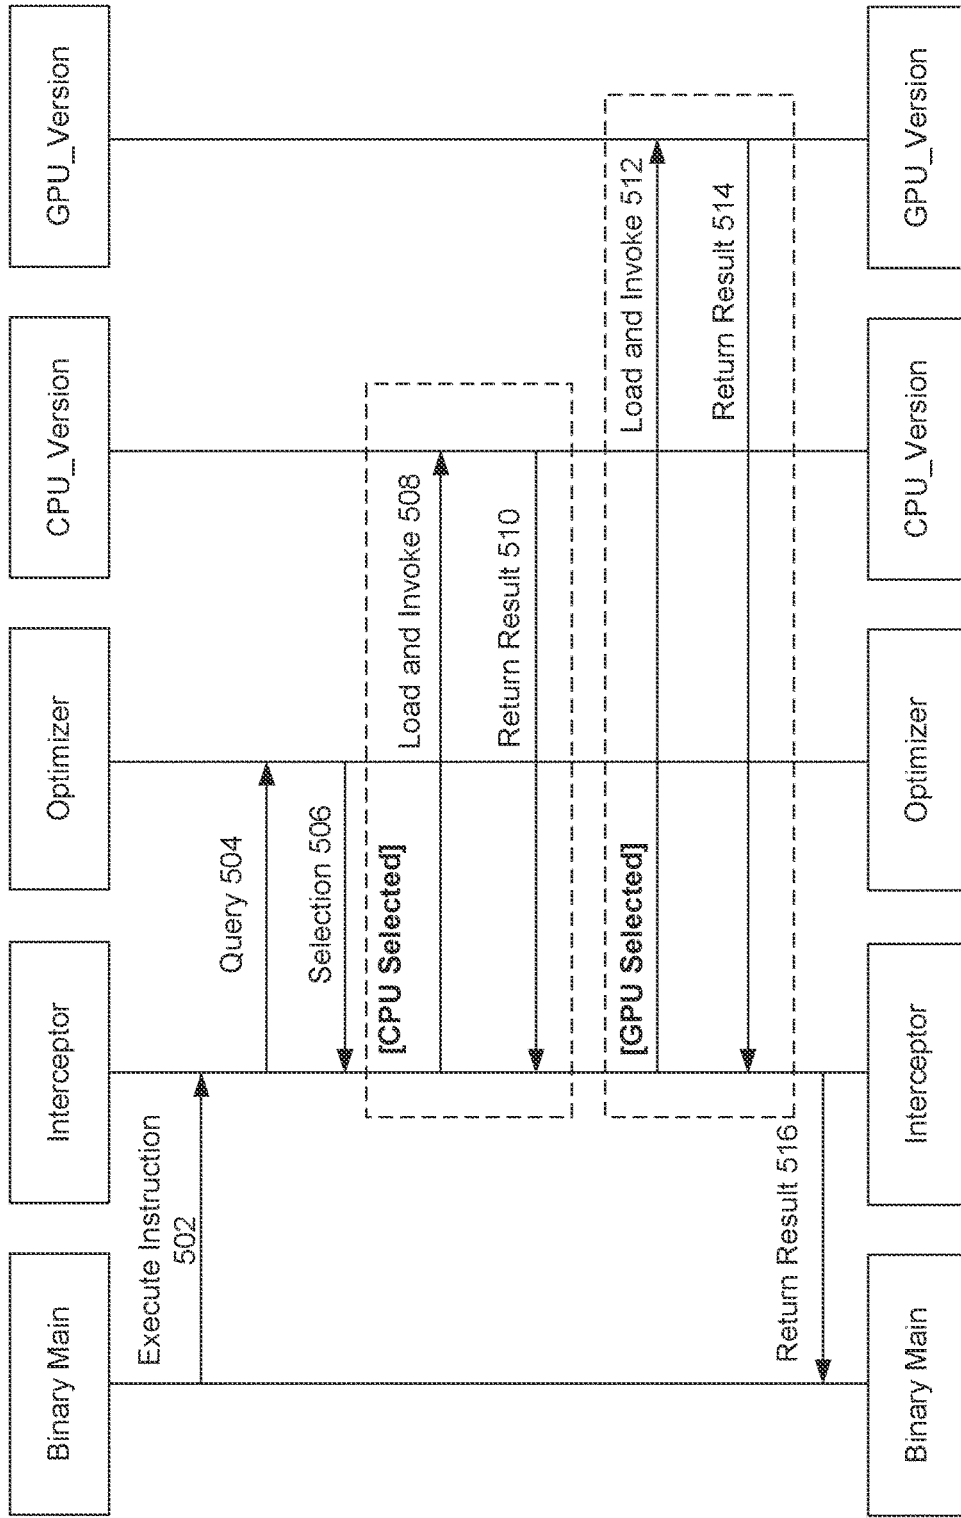 Binary Main
Interceptor
Optimizer
CPU_Version
GPU_Version
Execute Instruction
502
Query 504
Selection 506
[CPU Selected]
Load and Invoke 508
Return Result 510
[GPU Selected]
Load and Invoke 512
Return Result 514
Return Result 516
Binary Main
Interceptor
Optimizer
CPU_Version
GPU_Version